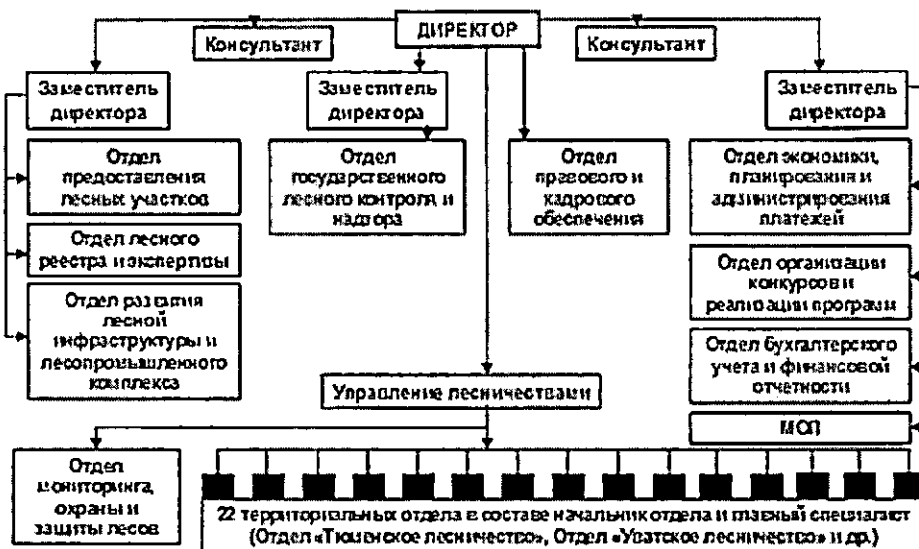 ДИРЕКТОР
Консультант
Консультант
Заместитель
директора
Заместитель
директора
Заместитель
директора
Отдел
предоставления
лесных участков
Отдел
государственного
лесного контроля и
надзора
Отдел
правового и
кадрового
обеспечения
Отдел экономики,
планирования и
администрирования
платежей
Отдел лесного
реестра и экспертизы
Отдел организации
конкурсов и
реализации программ
Отдел развития
лесной
инфраструктуры и
лесопромышленного
комплекса
Отдел бухгалтерского
учета и финансовой
отчетности
Управление лесничествами
МОП
Отдел
мониторинга,
охраны и
защиты лесов
22 территориальных отдела в составе начальник отдела и главный специалист
(Отдел «Тюменское лесничество», Отдел «Уватское лесничество» и др.)